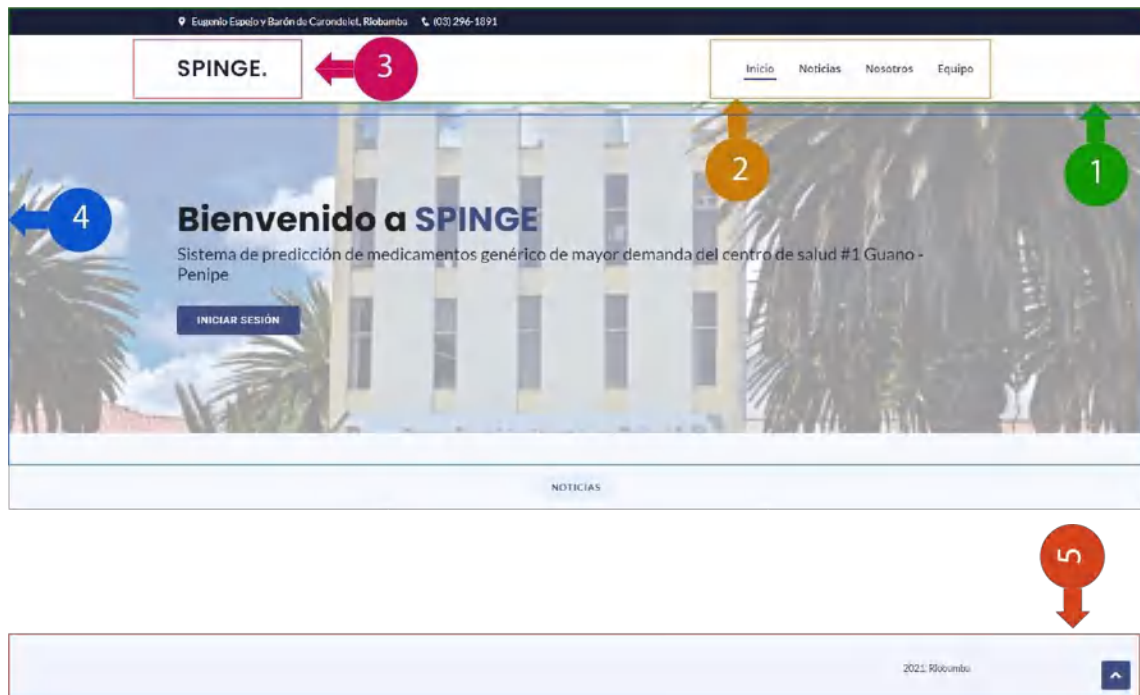 Eugenio Espejo y Barón de Carondelet, Riobamba (03) 296-1891
SPINGE.
3
Inicio Noticias Nosotros Equipo
2
1
4
Bienvenido a SPINGE
Sistema de predicción de medicamentos genérico de mayor demanda del centro de salud #1 Guano -
Penipe
INICIAR SESIÓN
NOTICIAS
5
2021 Riobamba